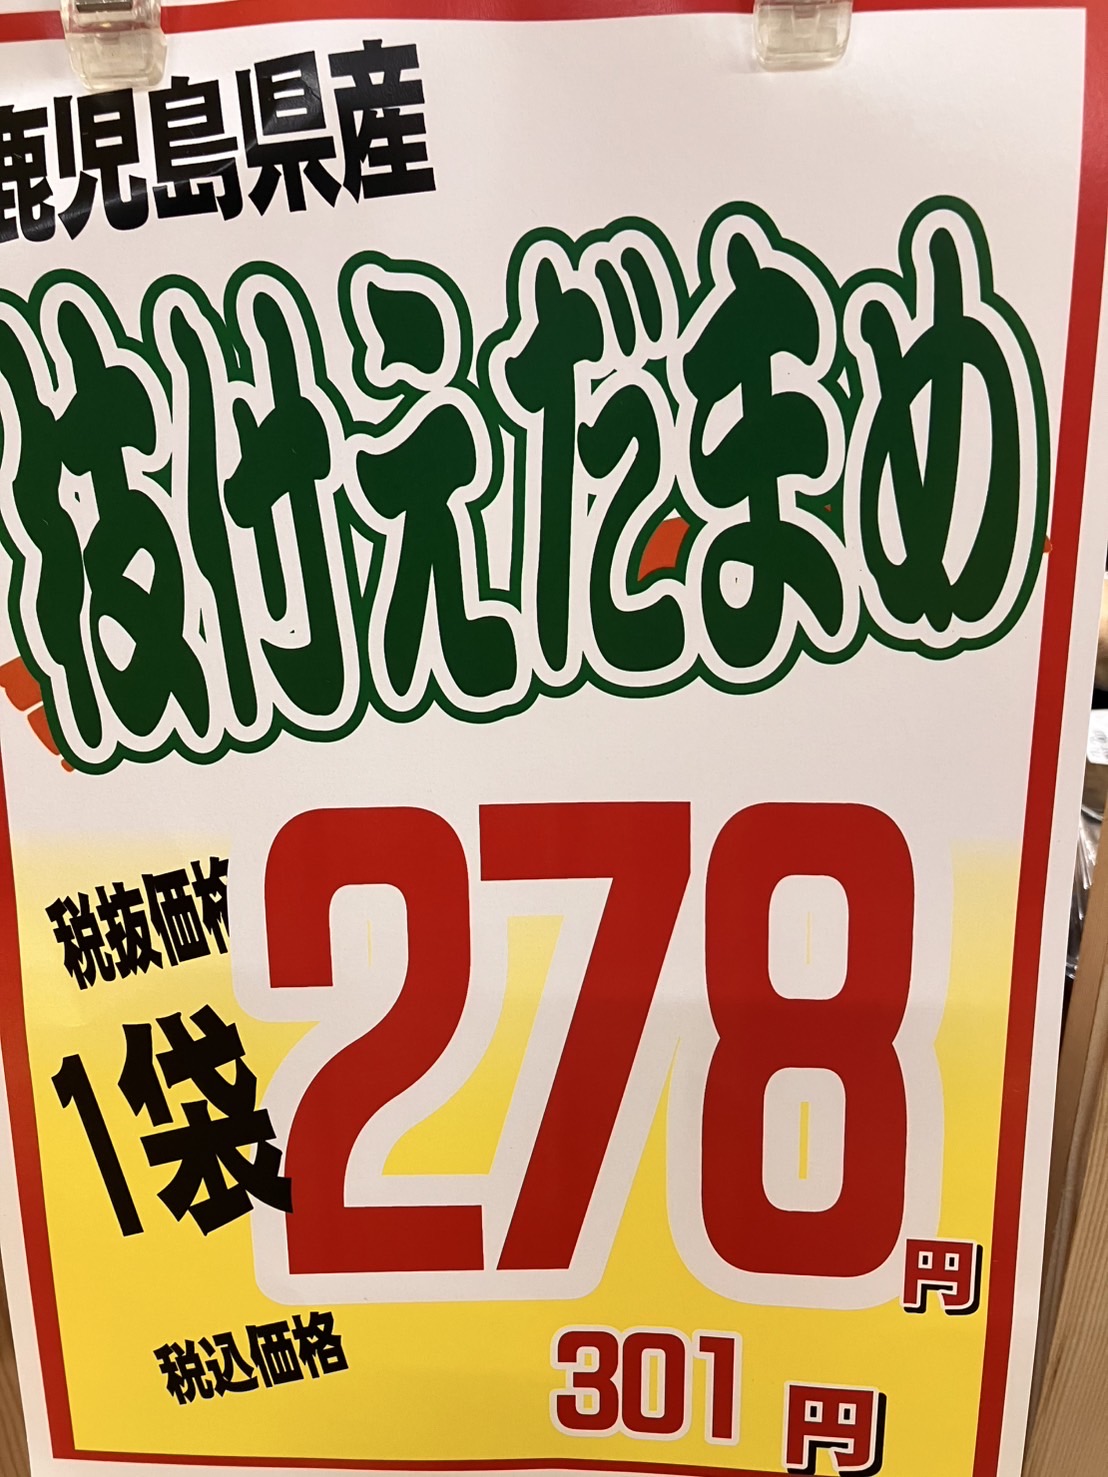 鹿児島県産
枝付えだまめ
税抜価格
1袋
278円
税込価格
301円